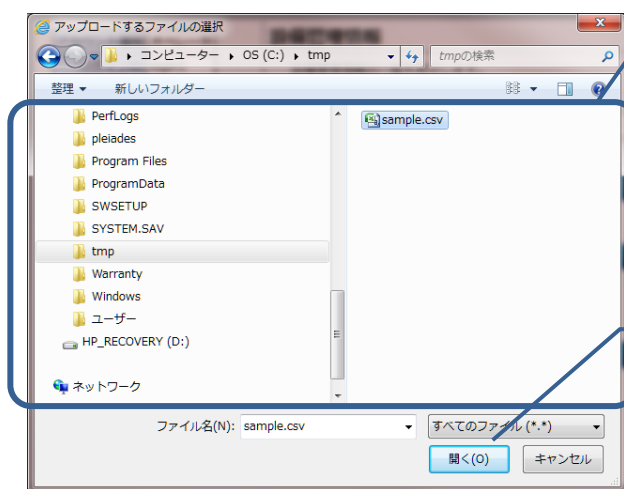 アップロードするファイルの選択
コンピューター ▸ OS (C:) ▸ tmp
tmpの検索
整理 ▼ 新しいフォルダー
PerfLogs
pleiades
Program Files
ProgramData
SWSETUP
SYSTEM.SAV
tmp
Warranty
Windows
ユーザー
HP_RECOVERY (D:)
ネットワーク
sample.csv
ファイル名(N): sample.csv
すべてのファイル (*.*)
開く(O) キャンセル